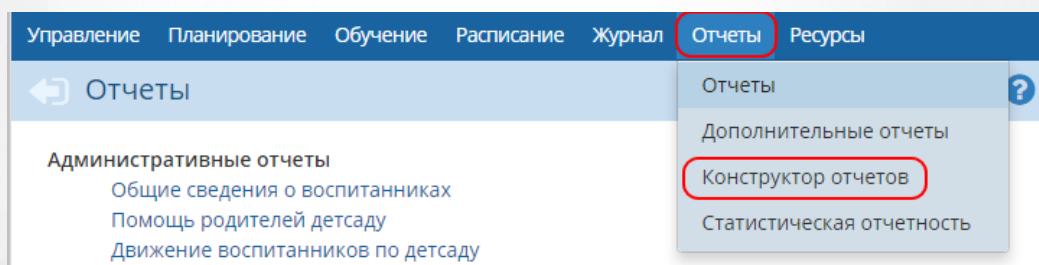 Управление Планирование Обучение Расписание Журнал Отчеты Ресурсы
Отчеты
?
Административные отчеты
Общие сведения о воспитанниках
Помощь родителей детсаду
Движение воспитанников по детсаду
Отчеты
Дополнительные отчеты
Конструктор отчетов
Статистическая отчетность